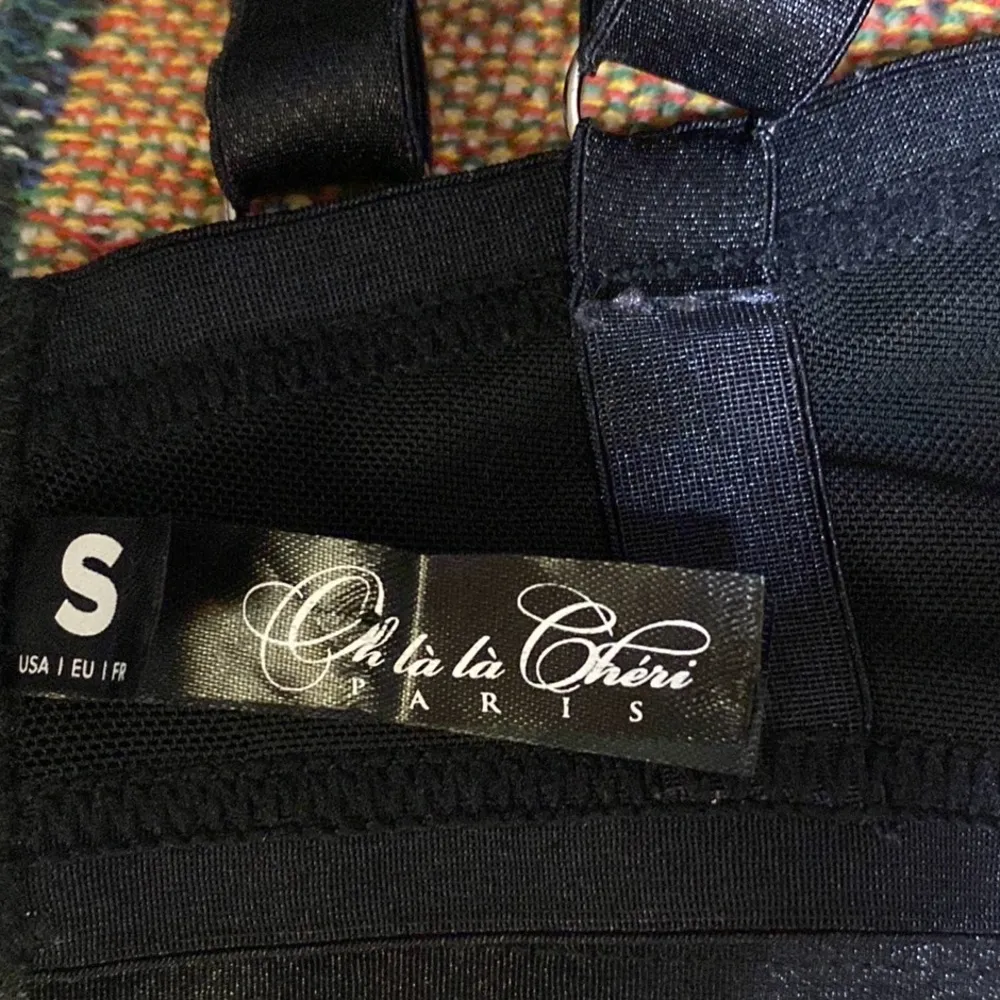 S
USA | EU | FR
Oh là là Chéri
PARIS